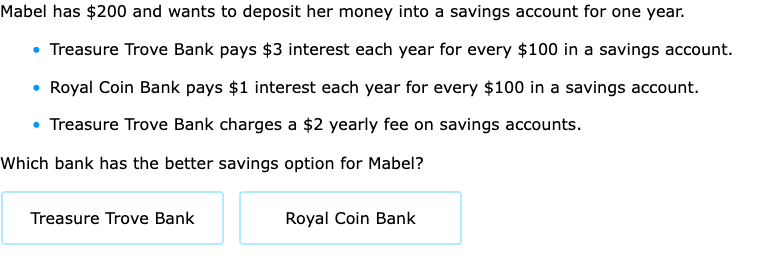 Mabel has $200 and wants to deposit her money into a savings account for one year.
• Treasure Trove Bank pays $3 interest each year for every $100 in a savings account.
• Royal Coin Bank pays $1 interest each year for every $100 in a savings account.
• Treasure Trove Bank charges a $2 yearly fee on savings accounts.
Which bank has the better savings option for Mabel?
Treasure Trove Bank Royal Coin Bank